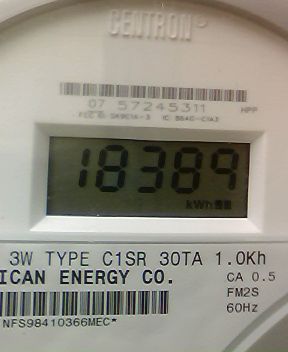 CENTRON
07 57245311 HPP
18389
kWh
3W TYPE C1SR 30TA 1.0Kh
ICAN ENERGY CO. CA 0.5
FM2S
60Hz
NFS98410366MEC*